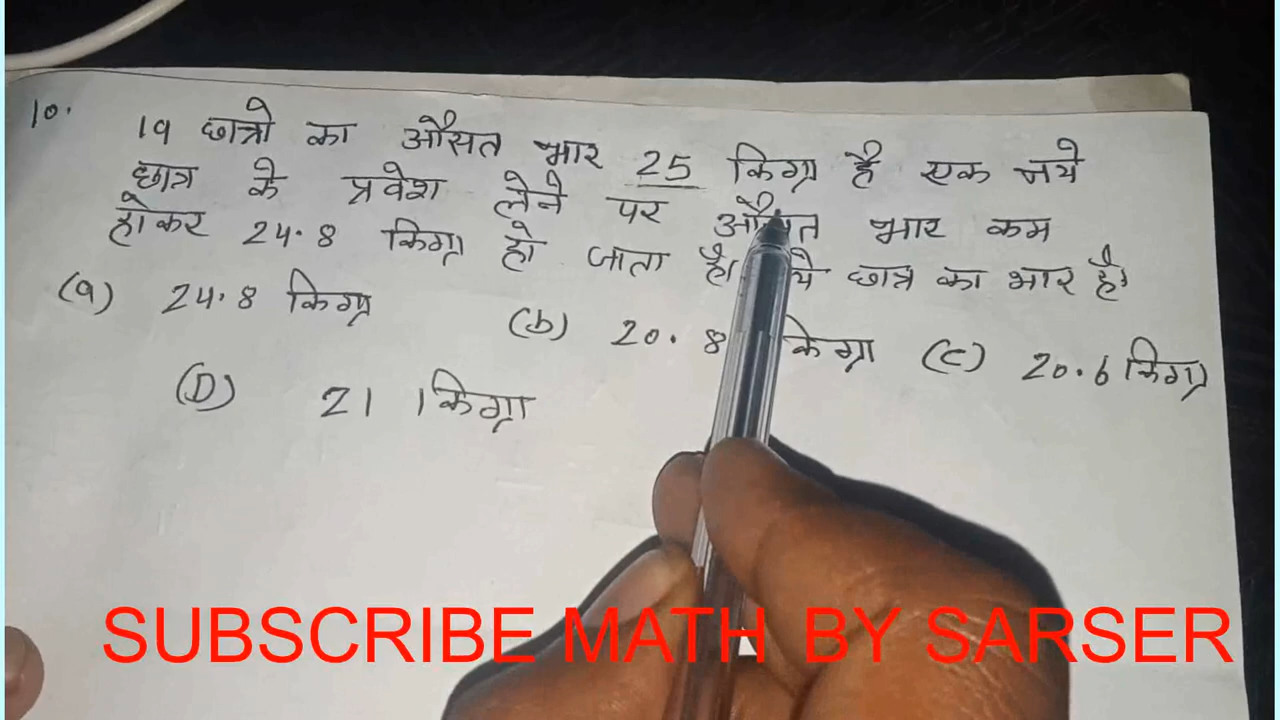 10.
19 छात्रो का औसत भार 25 किग्रा है एक नये
छात्र के प्रवेश लेने पर औसत भार कम
होकर 24.8 किग्रा हो जाता है। छात्र का भार है।
(a) 24.8 किग्रा (b) 20.8 किग्रा (c) 20.6 किग्रा
(D) 21 किग्रा
SUBSCRIBE MATH BY SARSER